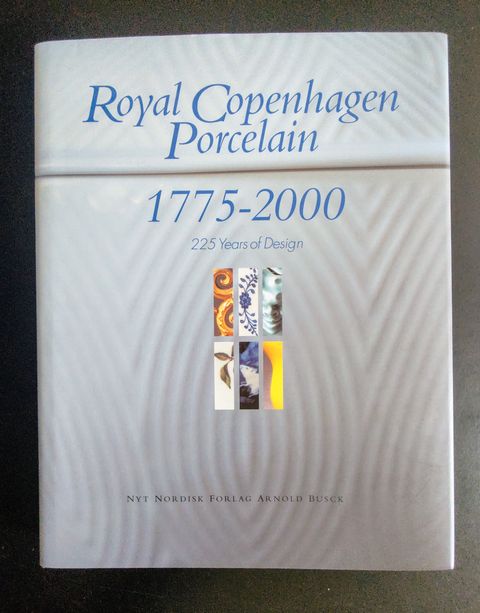 Royal Copenhagen
Porcelain
1775-2000
225 Years of Design
Nyt Nordisk Forlag Arnold Busck